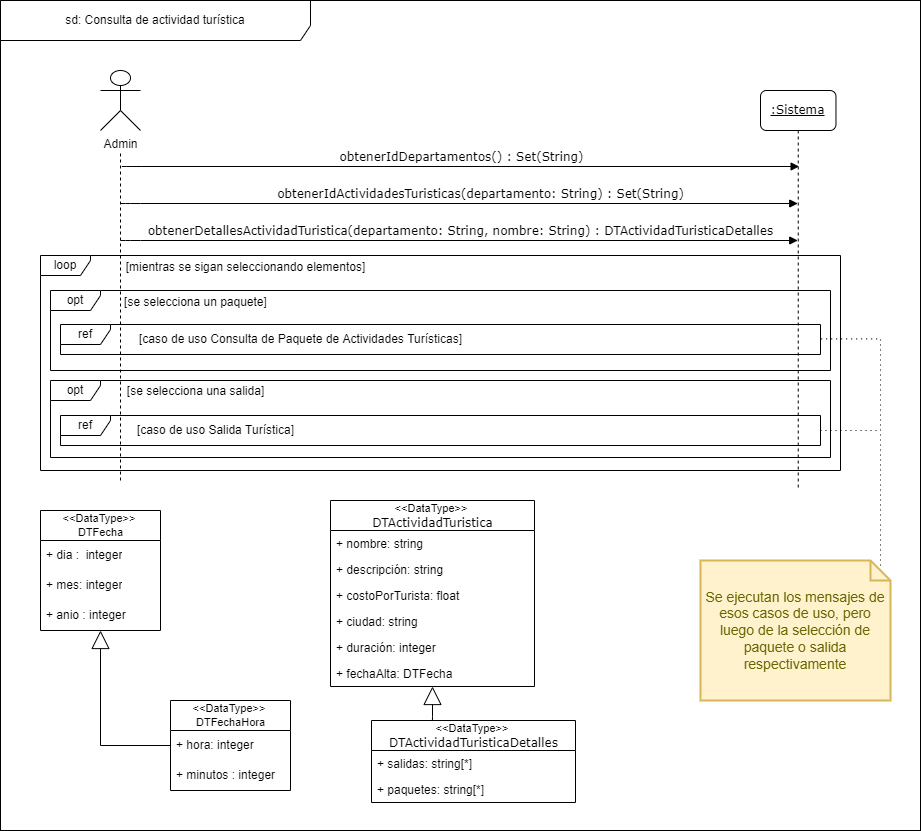 sd: Consulta de actividad turística
Admin
:Sistema
obtenerIdDepartamentos() : Set(String)
obtenerIdActividadesTuristicas(departamento: String) : Set(String)
obtenerDetallesActividadTuristica(departamento: String, nombre: String) : DTActividadTuristicaDetalles
loop
[mientras se sigan seleccionando elementos]
opt
[se selecciona un paquete]
ref
[caso de uso Consulta de Paquete de Actividades Turísticas]
opt
[se selecciona una salida]
ref
[caso de uso Salida Turística]
<<DataType>>
DTFecha
+ dia :  integer
+ mes: integer
+ anio : integer
<<DataType>>
DTFechaHora
+ hora: integer
+ minutos : integer
<<DataType>>
DTActividadTuristica
+ nombre: string
+ descripción: string
+ costoPorTurista: float
+ ciudad: string
+ duración: integer
+ fechaAlta: DTFecha
<<DataType>>
DTActividadTuristicaDetalles
+ salidas: string[*]
+ paquetes: string[*]
Se ejecutan los mensajes de
esos casos de uso, pero
luego de la selección de
paquete o salida
respectivamente